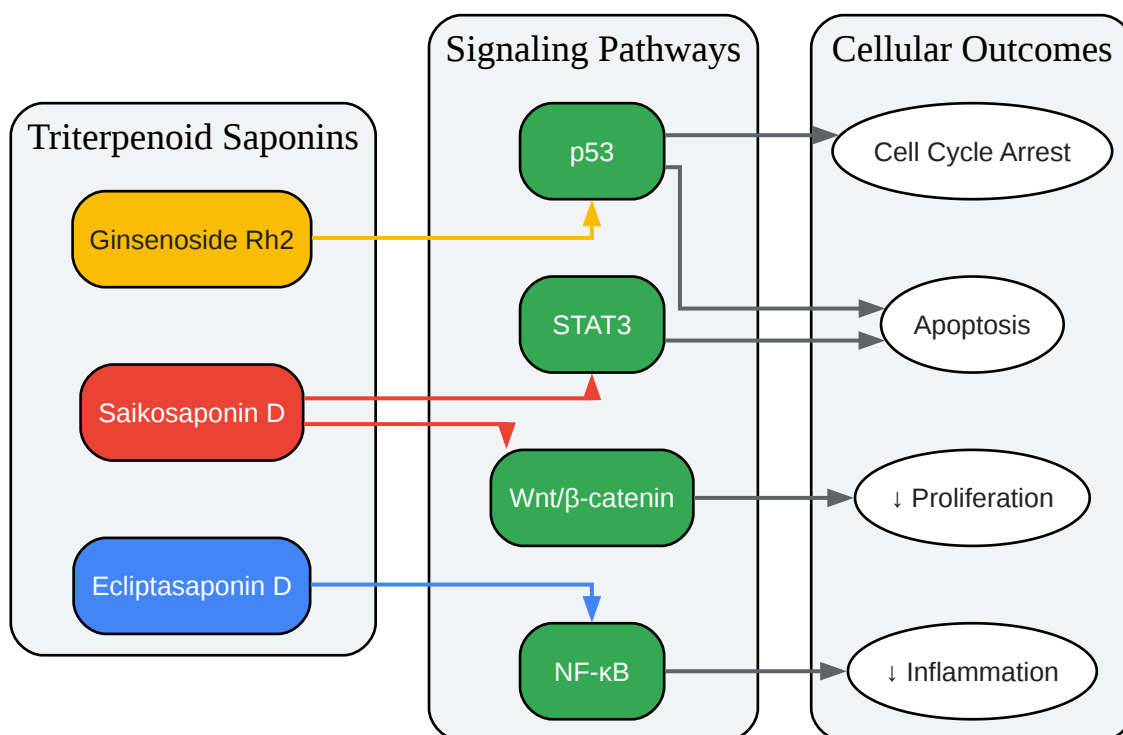 Triterpenoid Saponins
Ginsenoside Rh2
Saikosaponin D
Ecliptasaponin D
Signaling Pathways
p53
STAT3
Wnt/β-catenin
NF-κB
Cellular Outcomes
Cell Cycle Arrest
Apoptosis
↓ Proliferation
↓ Inflammation